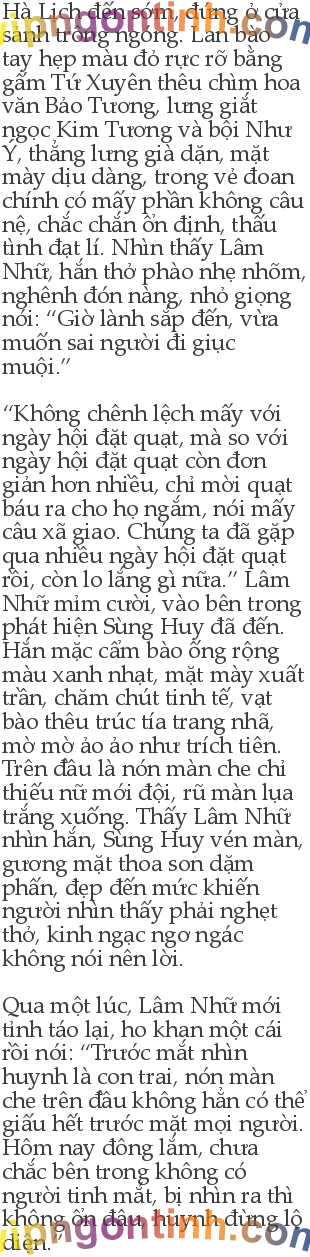 Hà Lịch đến sớm, đứng ở cửa
sảnh trông ngóng. Lan bào
tay hẹp màu đỏ rực rỡ bằng
gấm Tứ Xuyên thêu chìm hoa
văn Bảo Tương, lưng giắt
ngọc Kim Tương và bội Như
Ý, thẳng lưng già dặn, mặt
mày dịu dàng, trong vẻ đoan
chính có mấy phần không câu
nệ, chắc chắn ổn định, thấu
tình đạt lí. Nhìn thấy Lâm
Nhữ, hắn thở phào nhẹ nhõm,
nghênh đón nàng, nhỏ giọng
nói: “Giờ lành sắp đến, vừa
muốn sai người đi giục
muội.”
“Không chênh lệch mấy với
ngày hội đặt quạt, mà so với
ngày hội đặt quạt còn đơn
giản hơn nhiều, chỉ mời quạt
báu ra cho họ ngắm, nói mấy
câu xã giao. Chúng ta đã gặp
qua nhiều ngày hội đặt quạt
rồi, còn lo lắng gì nữa.” Lâm
Nhữ mỉm cười, vào bên trong
phát hiện Sùng Huy đã đến.
Hắn mặc cẩm bào ống rộng
màu xanh nhạt, mặt mày xuất
trần, chăm chút tinh tế, vạt
bào thêu trúc tía trang nhã,
mờ mờ ảo ảo như trích tiên.
Trên đầu là nón màn che chỉ
thiếu nữ mới đội, rũ màn lụa
trắng xuống. Thấy Lâm Nhữ
nhìn hắn, Sùng Huy vén màn,
gương mặt thoa son dặm
phấn, đẹp đến mức khiến
người nhìn thấy phải nghẹt
thở, kinh ngạc ngơ ngác
không nói nên lời.
Qua một lúc, Lâm Nhữ mới
tỉnh táo lại, ho khan một cái
rồi nói: “Trước mắt nhìn
huynh là con trai, nón màn
che trên đầu không hẳn có thể
giấu hết trước mặt mọi người.
Hôm nay đông lắm, chưa
chắc bên trong không có
người tinh mắt, bị nhìn ra thì
không ổn đâu, huynh đừng lộ
diện.”
vipngontinh.com
vipngontinh.com